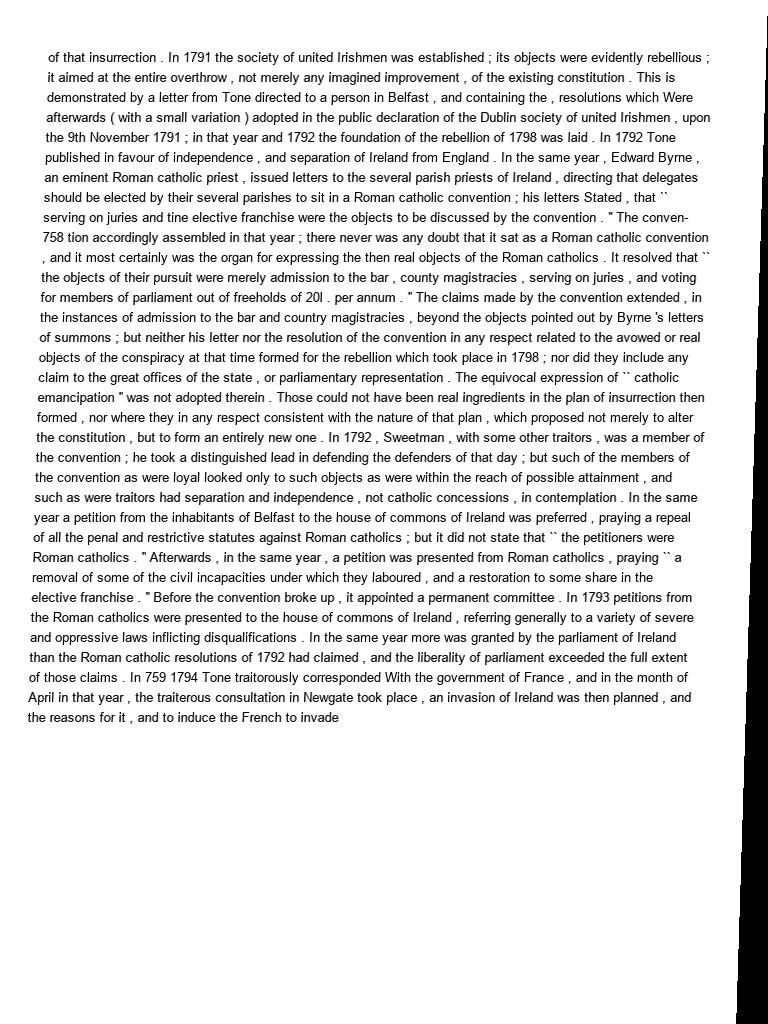 of that insurrection . In 1791 the society of united Irishmen was established ; its objects were evidently rebellious ;
it aimed at the entire overthrow , not merely any imagined improvement , of the existing constitution . This is
demonstrated by a letter from Tone directed to a person in Belfast , and containing the , resolutions which Were
afterwards ( with a small variation ) adopted in the public declaration of the Dublin society of united Irishmen , upon
the 9th November 1791 ; in that year and 1792 the foundation of the rebellion of 1798 was laid . In 1792 Tone
published in favour of independence , and separation of Ireland from England . In the same year , Edward Byrne ,
an eminent Roman catholic priest , issued letters to the several parish priests of Ireland , directing that delegates
should be elected by their several parishes to sit in a Roman catholic convention ; his letters Stated , that ``
serving on juries and tine elective franchise were the objects to be discussed by the convention . " The conven-
758 tion accordingly assembled in that year ; there never was any doubt that it sat as a Roman catholic convention
, and it most certainly was the organ for expressing the then real objects of the Roman catholics . It resolved that ``
the objects of their pursuit were merely admission to the bar , county magistracies , serving on juries , and voting
for members of parliament out of freeholds of 20l . per annum . " The claims made by the convention extended , in
the instances of admission to the bar and country magistracies , beyond the objects pointed out by Byrne 's letters
of summons ; but neither his letter nor the resolution of the convention in any respect related to the avowed or real
objects of the conspiracy at that time formed for the rebellion which took place in 1798 ; nor did they include any
claim to the great offices of the state , or parliamentary representation . The equivocal expression of `` catholic
emancipation " was not adopted therein . Those could not have been real ingredients in the plan of insurrection then
formed , nor where they in any respect consistent with the nature of that plan , which proposed not merely to alter
the constitution , but to form an entirely new one . In 1792 , Sweetman , with some other traitors , was a member of
the convention ; he took a distinguished lead in defending the defenders of that day ; but such of the members of
the convention as were loyal looked only to such objects as were within the reach of possible attainment , and
such as were traitors had separation and independence , not catholic concessions , in contemplation . In the same
year a petition from the inhabitants of Belfast to the house of commons of Ireland was preferred , praying a repeal
of all the penal and restrictive statutes against Roman catholics ; but it did not state that `` the petitioners were
Roman catholics . " Afterwards , in the same year , a petition was presented from Roman catholics , praying `` a
removal of some of the civil incapacities under which they laboured , and a restoration to some share in the
elective franchise . " Before the convention broke up , it appointed a permanent committee . In 1793 petitions from
the Roman catholics were presented to the house of commons of Ireland , referring generally to a variety of severe
and oppressive laws inflicting disqualifications . In the same year more was granted by the parliament of Ireland
than the Roman catholic resolutions of 1792 had claimed , and the liberality of parliament exceeded the full extent
of those claims . In 759 1794 Tone traitorously corresponded With the government of France , and in the month of
April in that year , the traiterous consultation in Newgate took place , an invasion of Ireland was then planned , and
the reasons for it , and to induce the French to invade